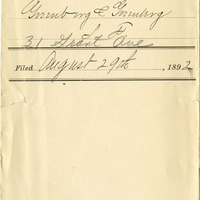 Greenberg & Greenberg
31 Grant Ave
Filed August 29th, 1892